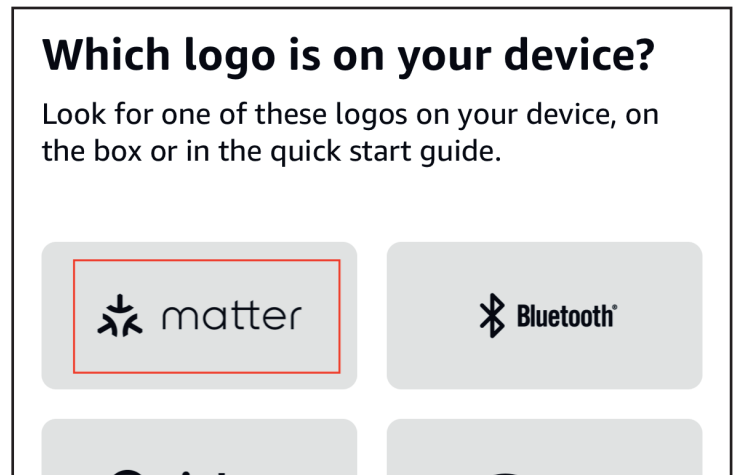 Which logo is on your device?
Look for one of these logos on your device, on
the box or in the quick start guide.
matter
Bluetooth®